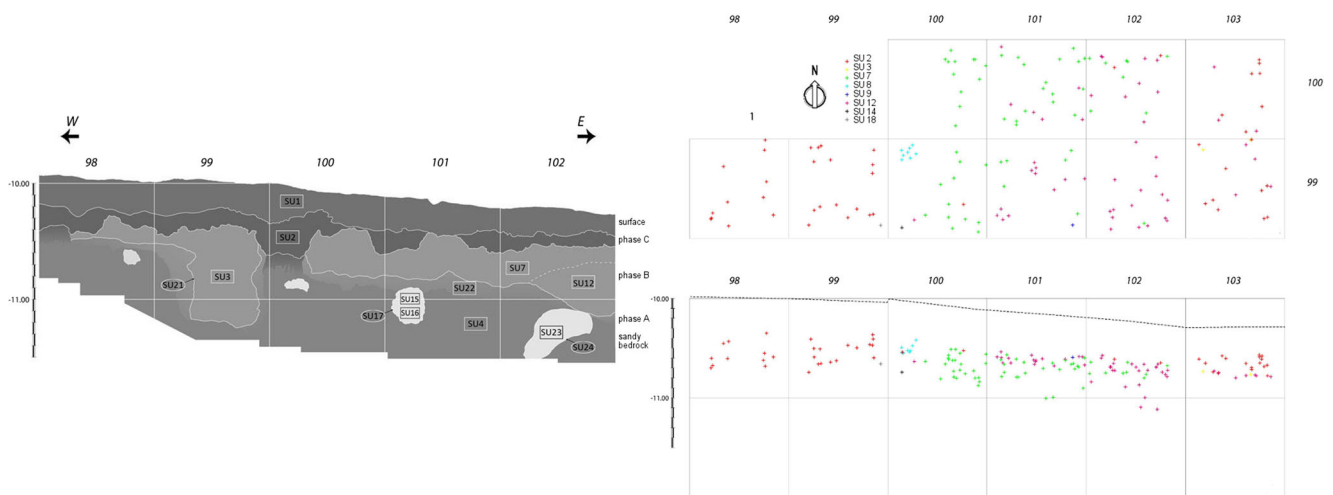 W
E
98 99 100 101 102
-10.00
SU1
surface
SU2
phase C
SU7
phase B
SU3
SU12
SU21
SU22
-11.00
SU15
SU17
SU16
phase A
SU4
SU23
sandy
bedrock
SU24
98 99 100 101 102 103
N
SU 2
SU 3
SU 7
SU 8
SU 9
SU 12
SU 14
SU 18
100
1
99
98 99 100 101 102 103
-10.00
-11.00